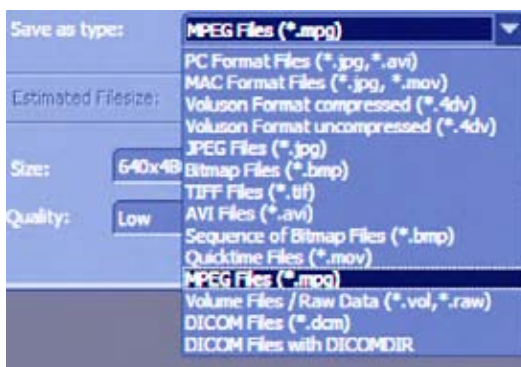 Save as type: MPEG Files (*.mpg)
PC Format Files (*.jpg,*.avi)
MAC Format Files (*.jpg, *.mov)
Voluson Format compressed (*.4dv)
Estimated Filesize:
Voluson Format uncompressed (*.4dv)
JPEG Files (*.jpg)
Size: 640x48
Bitmap Files (*.bmp)
TIFF Files (*.tif)
AVI Files (*.avi)
Quality: Low
Sequence of Bitmap Files (*.bmp)
Quicktime Files (*.mov)
MPEG Files (*.mpg)
Volume Files / Raw Data (*.vol,*.raw)
DICOM Files (*.dcm)
DICOM Files with DICOMDIR